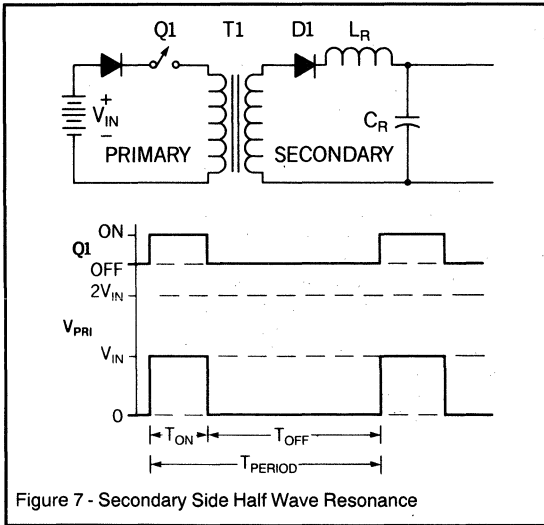 Q1 T1 D1 L_R
+
V_IN
−
PRIMARY SECONDARY
C_R
ON
Q1
OFF
2V_IN
V_PRI
V_IN
0
T_ON T_OFF
T_PERIOD
Figure 7 - Secondary Side Half Wave Resonance